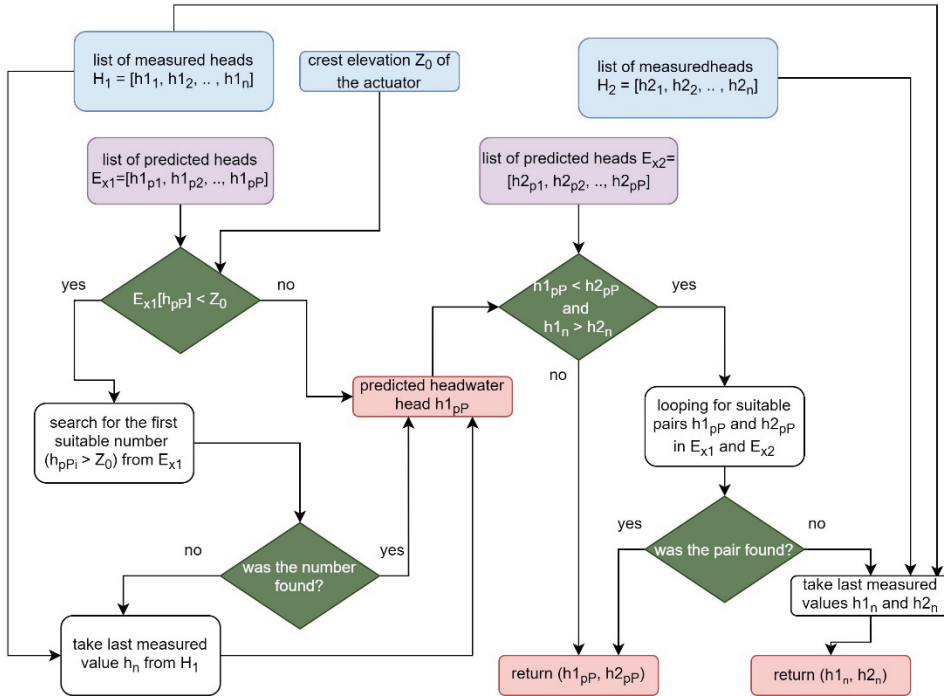 list of measured heads
H₁ = [h1₁, h1₂, .. , h1ₙ]
crest elevation Z₀ of
the actuator
list of measuredheads
H₂ = [h2₁, h2₂, .. , h2ₙ]
list of predicted heads
Eₓ₁=[h1ₚ₁, h1ₚ₂, .., h1ₚP]
list of predicted heads Eₓ₂=
[h2ₚ₁, h2ₚ₂, .., h2ₚP]
yes
Eₓ₁[hₚP] < Z₀
no
h1ₚP < h2ₚP
and
h1ₙ > h2ₙ
yes
no
predicted headwater
head h1ₚP
search for the first
suitable number
(hₚPᵢ > Z₀) from Eₓ₁
looping for suitable
pairs h1ₚP and h2ₚP
in Eₓ₁ and Eₓ₂
no
was the number
found?
yes
yes
was the pair found?
no
take last measured
value hₙ from H₁
take last measured
values h1ₙ and h2ₙ
return (h1ₚP, h2ₚP)
return (h1ₙ, h2ₙ)